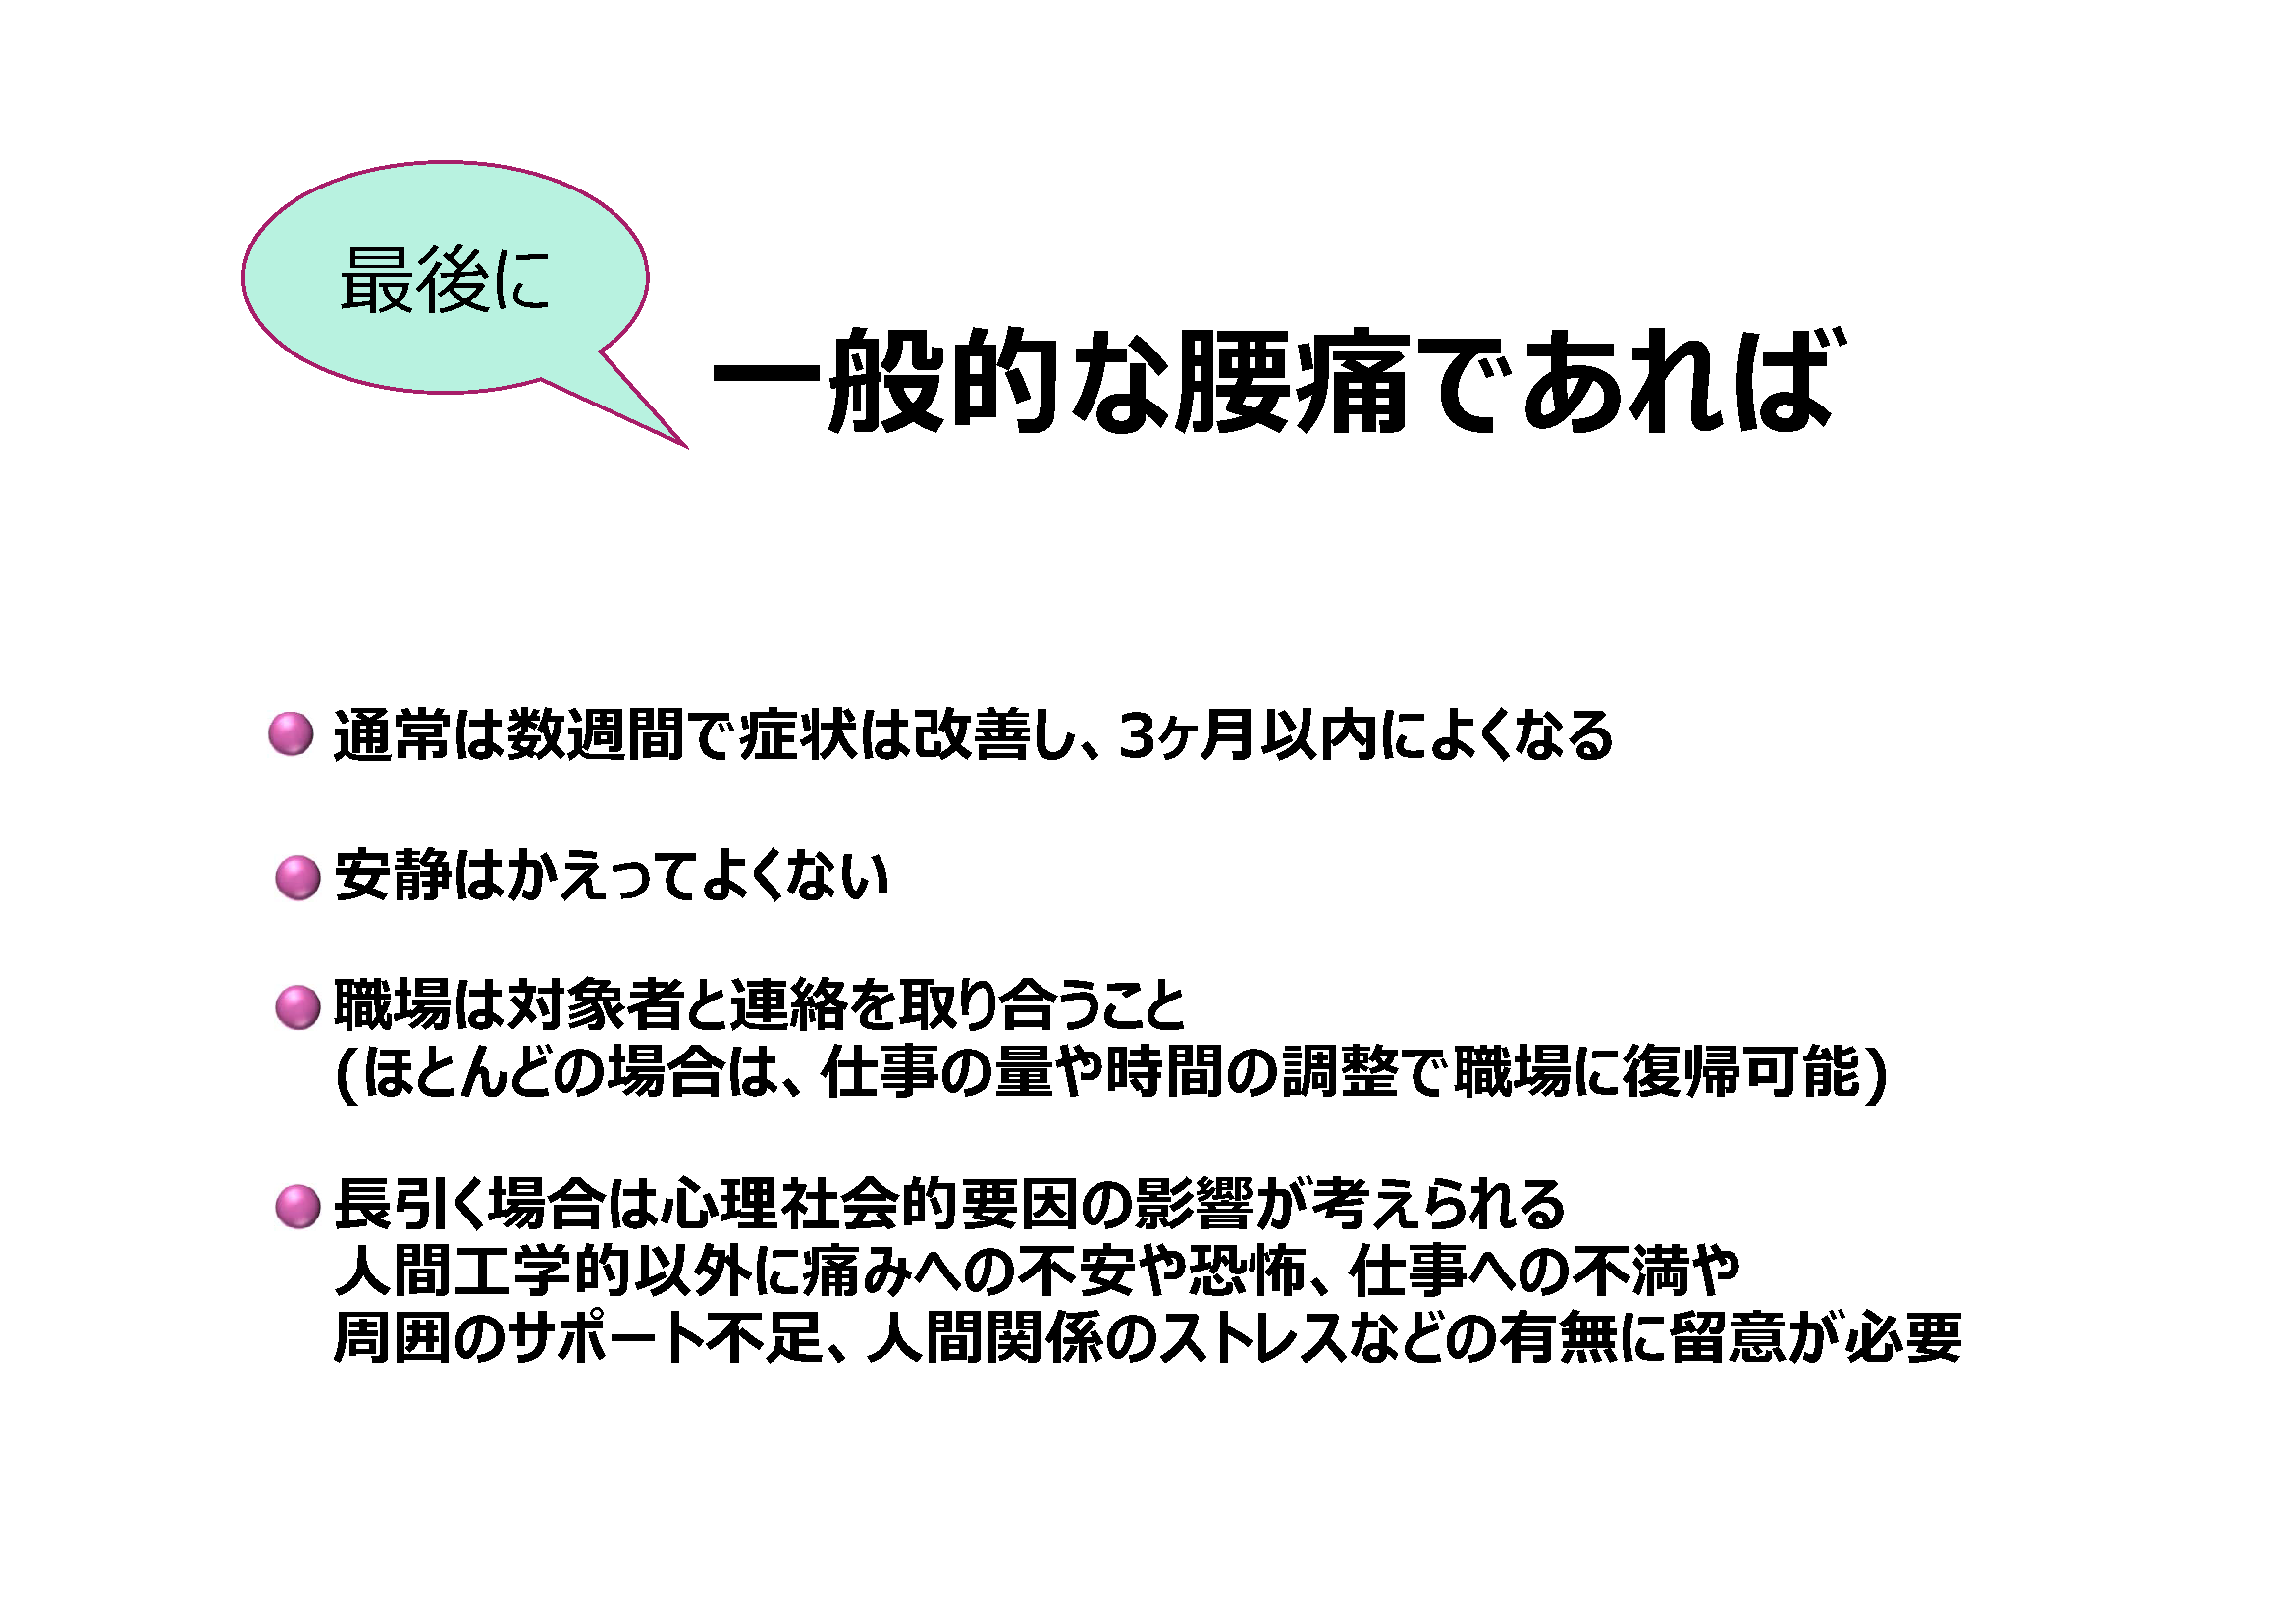 最後に
一般的な腰痛であれば
通常は数週間で症状は改善し、3ヶ月以内によくなる
安静はかえってよくない
職場は対象者と連絡を取り合うこと
(ほとんどの場合は、仕事の量や時間の調整で職場に復帰可能)
長引く場合は心理社会的要因の影響が考えられる
人間工学的以外に痛みへの不安や恐怖、仕事への不満や
周囲のサポート不足、人間関係のストレスなどの有無に留意が必要